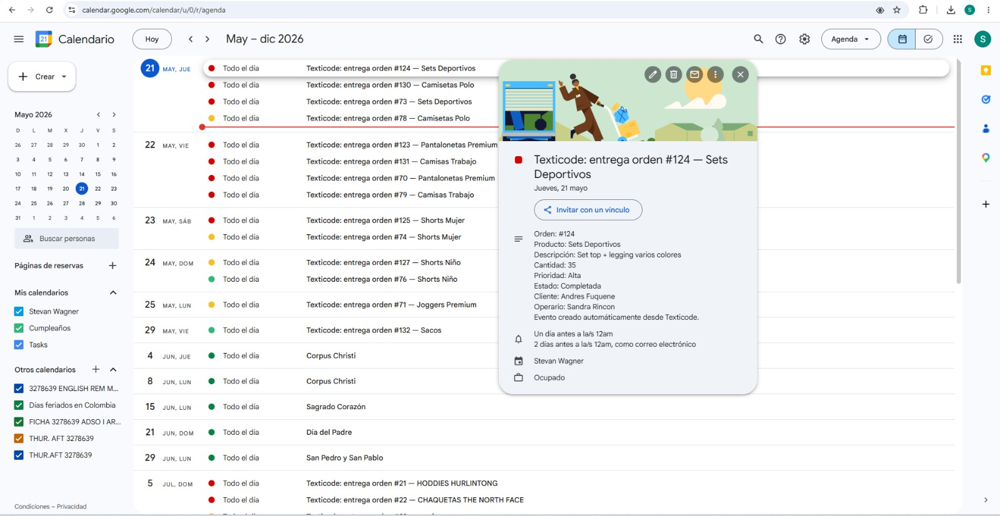 calendar.google.com/calendar/u/0/r/agenda
S
21
Calendario
Hoy
May – dic 2026
Agenda
S
Crear
Mayo 2026
D L M X J V S
26 27 28 29 30 1 2
3 4 5 6 7 8 9
10 11 12 13 14 15 16
17 18 19 20 21 22 23
24 25 26 27 28 29 30
31 1 2 3 4 5 6
Buscar personas
Páginas de reservas
Mis calendarios
Stevan Wagner
Cumpleaños
Tasks
Otros calendarios
3278639 ENGLISH REM M...
Días feriados en Colombia
FICHA 3278639 ADSO I AR...
THUR. AFT 3278639
THUR.AFT 3278639
Condiciones – Privacidad
21 MAY, JUE Todo el día Texticode: entrega orden #124 — Sets Deportivos
Todo el día Texticode: entrega orden #130 — Camisetas Polo
Todo el día Texticode: entrega orden #73 — Sets Deportivos
Todo el día Texticode: entrega orden #78 — Camisetas Polo
22 MAY, VIE Todo el día Texticode: entrega orden #123 — Pantalonetas Premium
Todo el día Texticode: entrega orden #131 — Camisas Trabajo
Todo el día Texticode: entrega orden #70 — Pantalonetas Premium
Todo el día Texticode: entrega orden #79 — Camisas Trabajo
23 MAY, SÁB Todo el día Texticode: entrega orden #125 — Shorts Mujer
Todo el día Texticode: entrega orden #74 — Shorts Mujer
24 MAY, DOM Todo el día Texticode: entrega orden #127 — Shorts Niño
Todo el día Texticode: entrega orden #76 — Shorts Niño
25 MAY, LUN Todo el día Texticode: entrega orden #71 — Joggers Premium
29 MAY, VIE Todo el día Texticode: entrega orden #132 — Sacos
4 JUN, JUE Todo el día Corpus Christi
8 JUN, LUN Todo el día Corpus Christi
15 JUN, LUN Todo el día Sagrado Corazón
21 JUN, DOM Todo el día Día del Padre
29 JUN, LUN Todo el día San Pedro y San Pablo
5 JUL, DOM Todo el día Texticode: entrega orden #21 — HODDIES HURLINTONG
Todo el día Texticode: entrega orden #22 — CHAQUETAS THE NORTH FACE
Texticode: entrega orden #124 — Sets
Deportivos
Jueves, 21 mayo
Invitar con un vínculo
Orden: #124
Producto: Sets Deportivos
Descripción: Set top + legging varios colores
Cantidad: 35
Prioridad: Alta
Estado: Completada
Cliente: Andres Fuquene
Operario: Sandra Rincon
Evento creado automáticamente desde Texticode.
Un día antes a la/s 12am
2 días antes a la/s 12am, como correo electrónico
Stevan Wagner
Ocupado